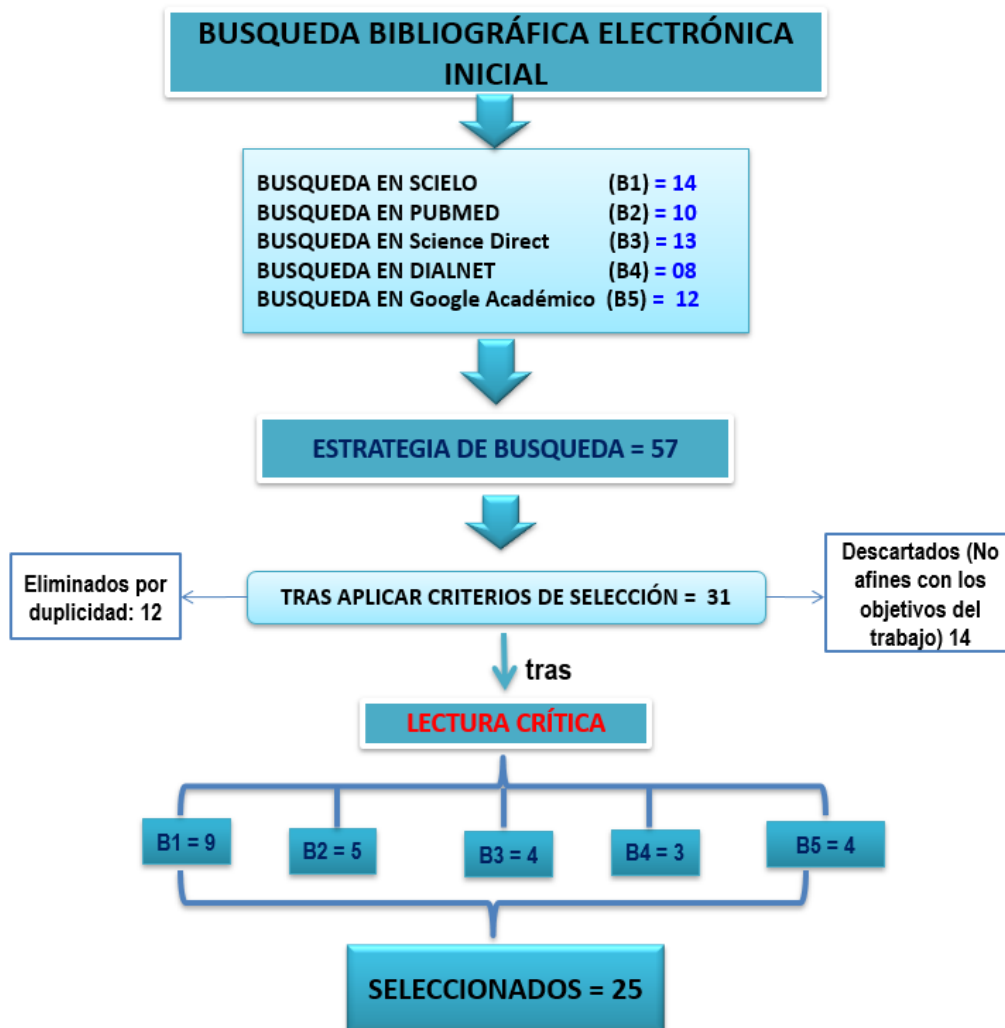 BUSQUEDA BIBLIOGRÁFICA ELECTRÓNICA
INICIAL
BUSQUEDA EN SCIELO (B1) = 14
BUSQUEDA EN PUBMED (B2) = 10
BUSQUEDA EN Science Direct (B3) = 13
BUSQUEDA EN DIALNET (B4) = 08
BUSQUEDA EN Google Académico (B5) = 12
ESTRATEGIA DE BUSQUEDA = 57
Eliminados por
duplicidad: 12
TRAS APLICAR CRITERIOS DE SELECCIÓN = 31
Descartados (No
afines con los
objetivos del
trabajo) 14
tras
LECTURA CRÍTICA
B1 = 9
B2 = 5
B3 = 4
B4 = 3
B5 = 4
SELECCIONADOS = 25